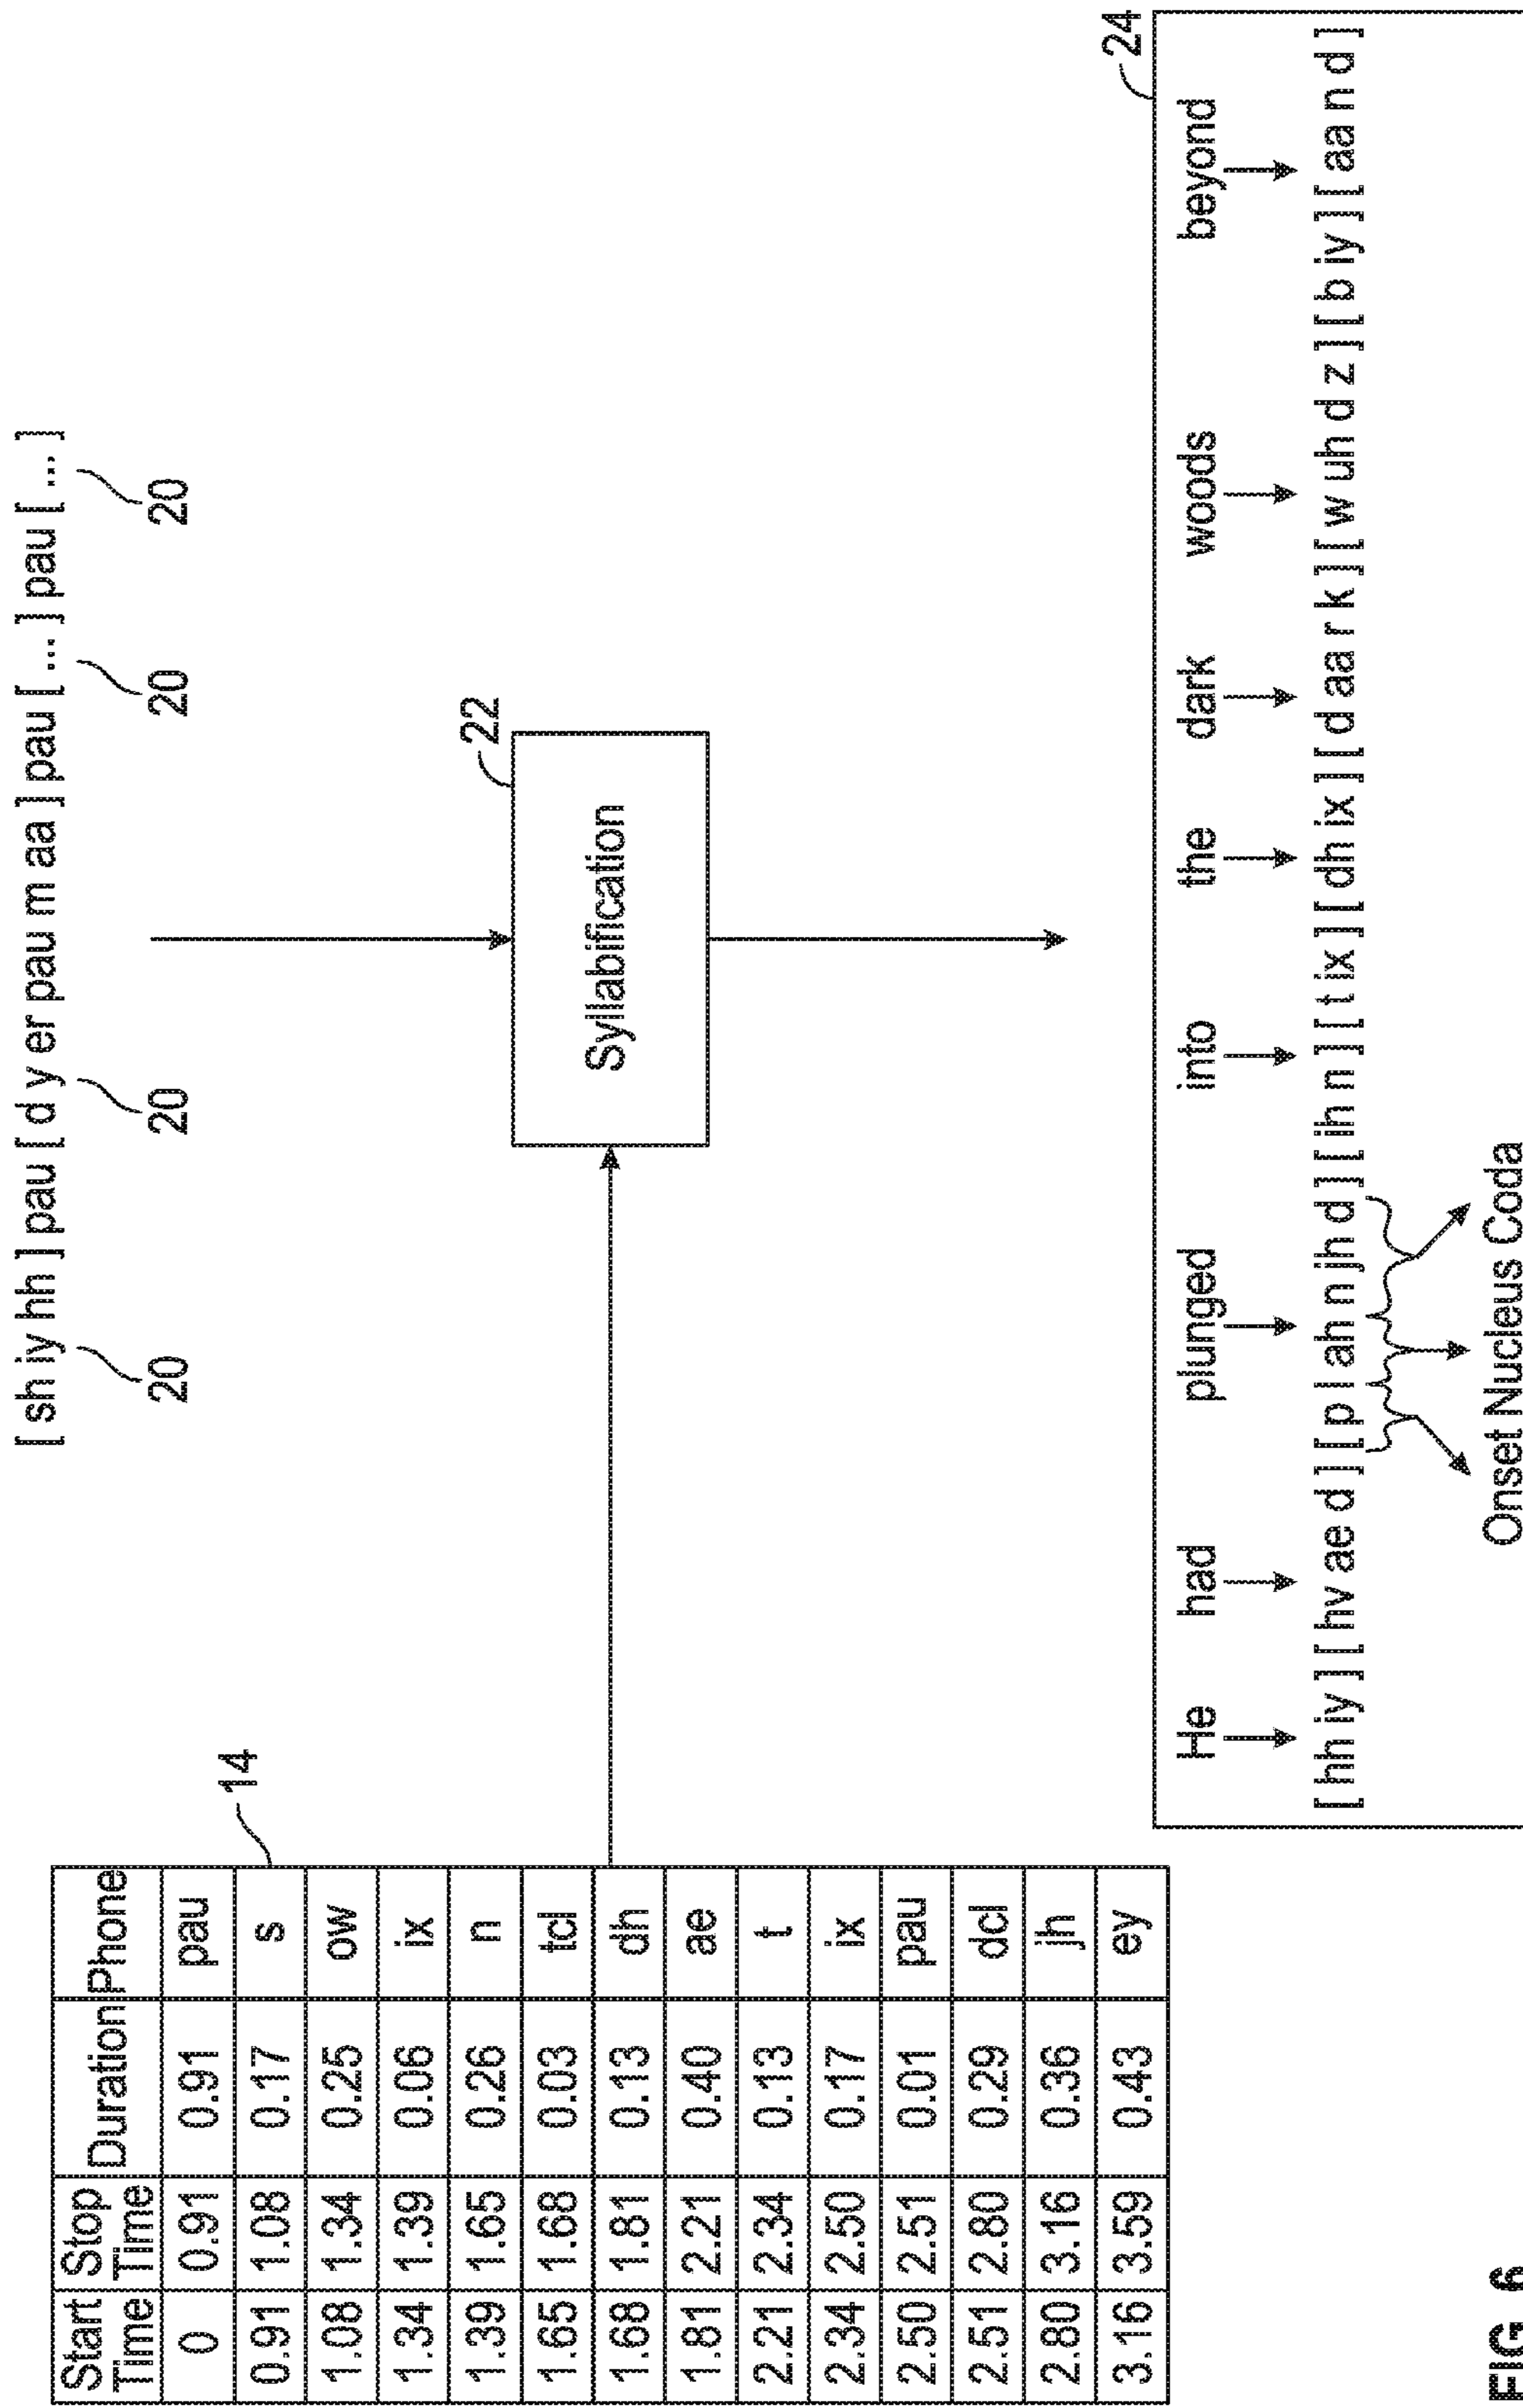 [ sh iy hh ] pau [ d y er pau m aa ] pau [ ... ] pau [ ... ]
20 20 20 20
Start Time Stop Time Duration Phone
0 0.91 0.91 pau
0.91 1.08 0.17 s
1.08 1.34 0.25 ow
1.34 1.39 0.06 ix
1.39 1.65 0.26 n
1.65 1.68 0.03 tcl
1.68 1.81 0.13 dh
1.81 2.21 0.40 ae
2.21 2.34 0.13 t
2.34 2.50 0.17 ix
2.50 2.51 0.01 pau
2.51 2.80 0.29 dcl
2.80 3.16 0.36 jh
3.16 3.59 0.43 ey
14
22
Syllabification
24
He had plunged into the dark woods beyond
[ hh iy ] [ hv ae d ] [ p l ah n jh d ] [ ih n ] [ t ix ] [ dh ix ] [ d aa r k ] [ w uh d z ] [ b iy ] [ aa n d ]
Onset Nucleus Coda
FIG. 6